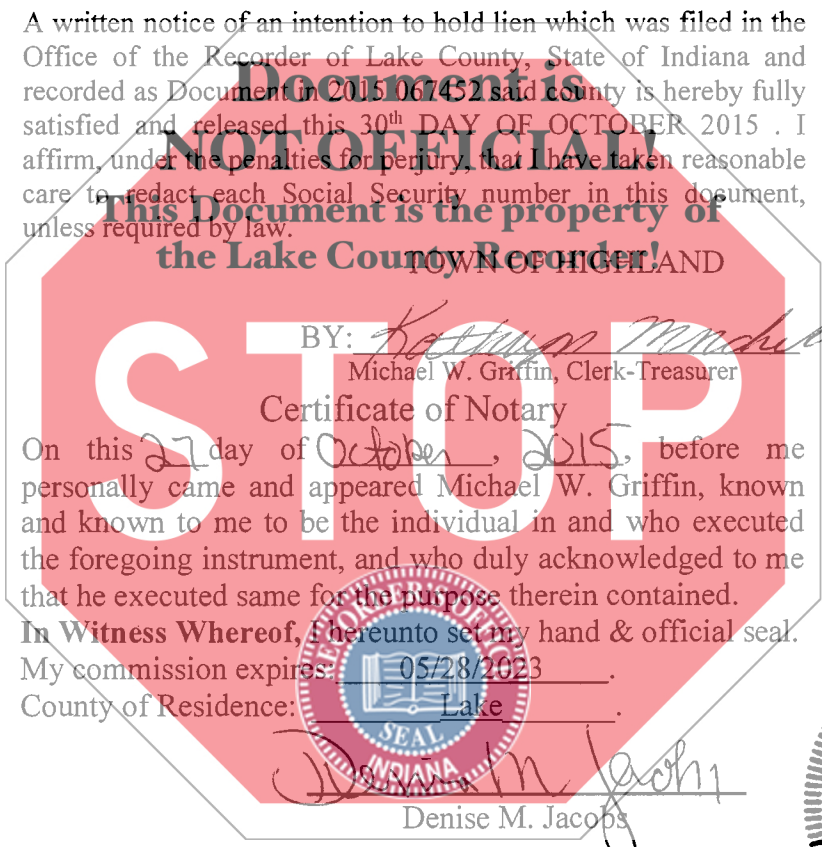 A written notice of an intention to hold lien which was filed in the
Office of the Recorder of Lake County, State of Indiana and
recorded as Document in 2015 067452 said county is hereby fully
satisfied and released this 30th DAY OF OCTOBER 2015 . I
affirm, under the penalties for perjury, that I have taken reasonable
care to redact each Social Security number in this document,
unless required by law.
Document is
NOT OFFICIAL!
This Document is the property of
the Lake County Recorder!
TOWN OF HIGHLAND
BY:
Michael W. Griffin, Clerk-Treasurer
STOP
Certificate of Notary
On this 27 day of October, 2015, before me
personally came and appeared Michael W. Griffin, known
and known to me to be the individual in and who executed
the foregoing instrument, and who duly acknowledged to me
that he executed same for the purpose therein contained.
In Witness Whereof, I hereunto set my hand & official seal.
My commission expires: 05/28/2023.
County of Residence: Lake.
RECORDER'S OFFICE
SEAL
INDIANA
Denise M Jacobs
Denise M. Jacobs